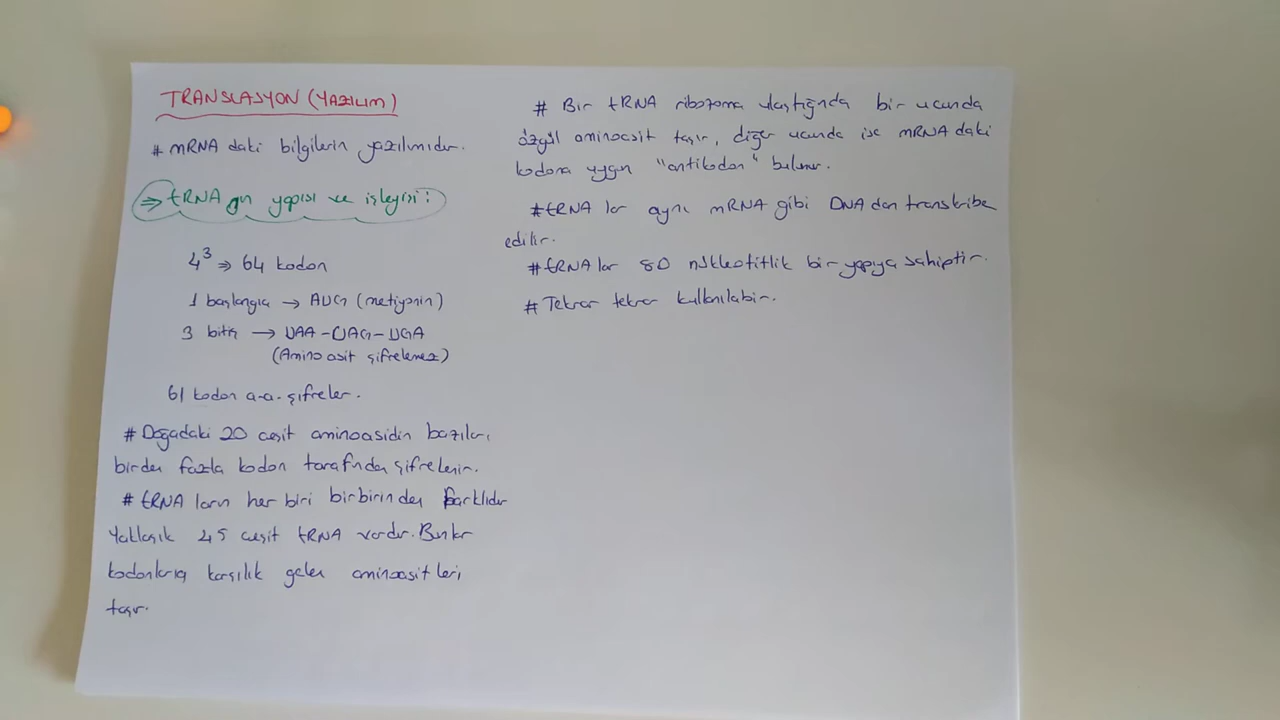 TRANSLASYON (YAZILIM)
# mRNA daki bilgilerin yazılımıdır.
⇒ tRNA nın yapısı ve işleyişi:
4³ ⇒ 64 kodon
1 başlangıç → AUG (metiyonin)
3 bitiş → UAA - UAG - UGA
(Amino asit şifrelemez)
61 kodon a.a. şifreler.
# Doğadaki 20 çeşit aminoasidin bazıları
birden fazla kodon tarafından şifrelenir.
# tRNA ların her biri birbirinden farklıdır
Yaklaşık 45 çeşit tRNA vardır. Bunlar
kodonlarıa karşılık gelen aminoasitleri
taşır.
# Bir tRNA ribozoma ulaştığında bir ucunda
özgül aminoasit taşır, diğer ucunda ise mRNA daki
kodona uygun "antikodon" bulunur.
# tRNA lar aynı mRNA gibi DNA dan transkribe
edilir.
# tRNA lar 80 nükleotitlik bir yapıya sahiptir.
# Tekrar tekrar kullanılabilir.